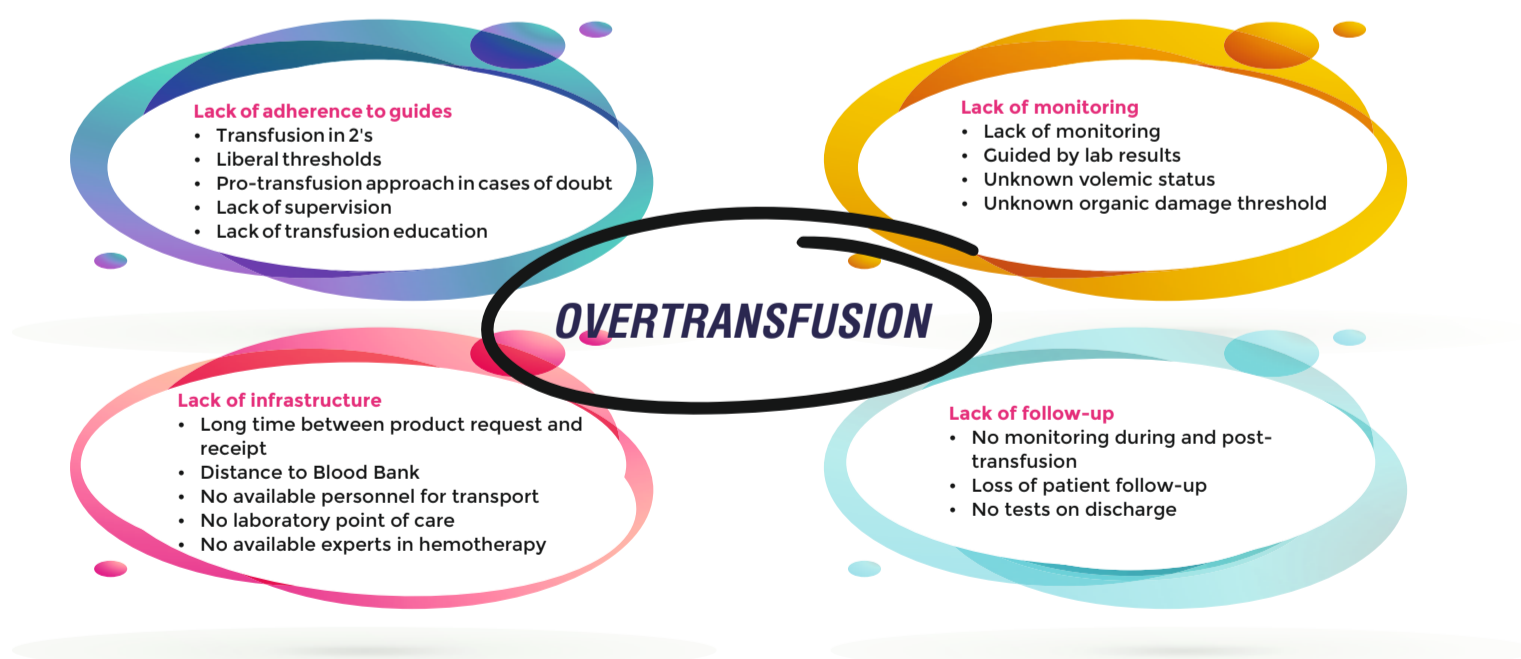 Lack of adherence to guides
• Transfusion in 2's
• Liberal thresholds
• Pro-transfusion approach in cases of doubt
• Lack of supervision
• Lack of transfusion education
Lack of monitoring
• Lack of monitoring
• Guided by lab results
• Unknown volemic status
• Unknown organic damage threshold
OVERTRANSFUSION
Lack of infrastructure
• Long time between product request and
receipt
• Distance to Blood Bank
• No available personnel for transport
• No laboratory point of care
• No available experts in hemotherapy
Lack of follow-up
• No monitoring during and post-
transfusion
• Loss of patient follow-up
• No tests on discharge